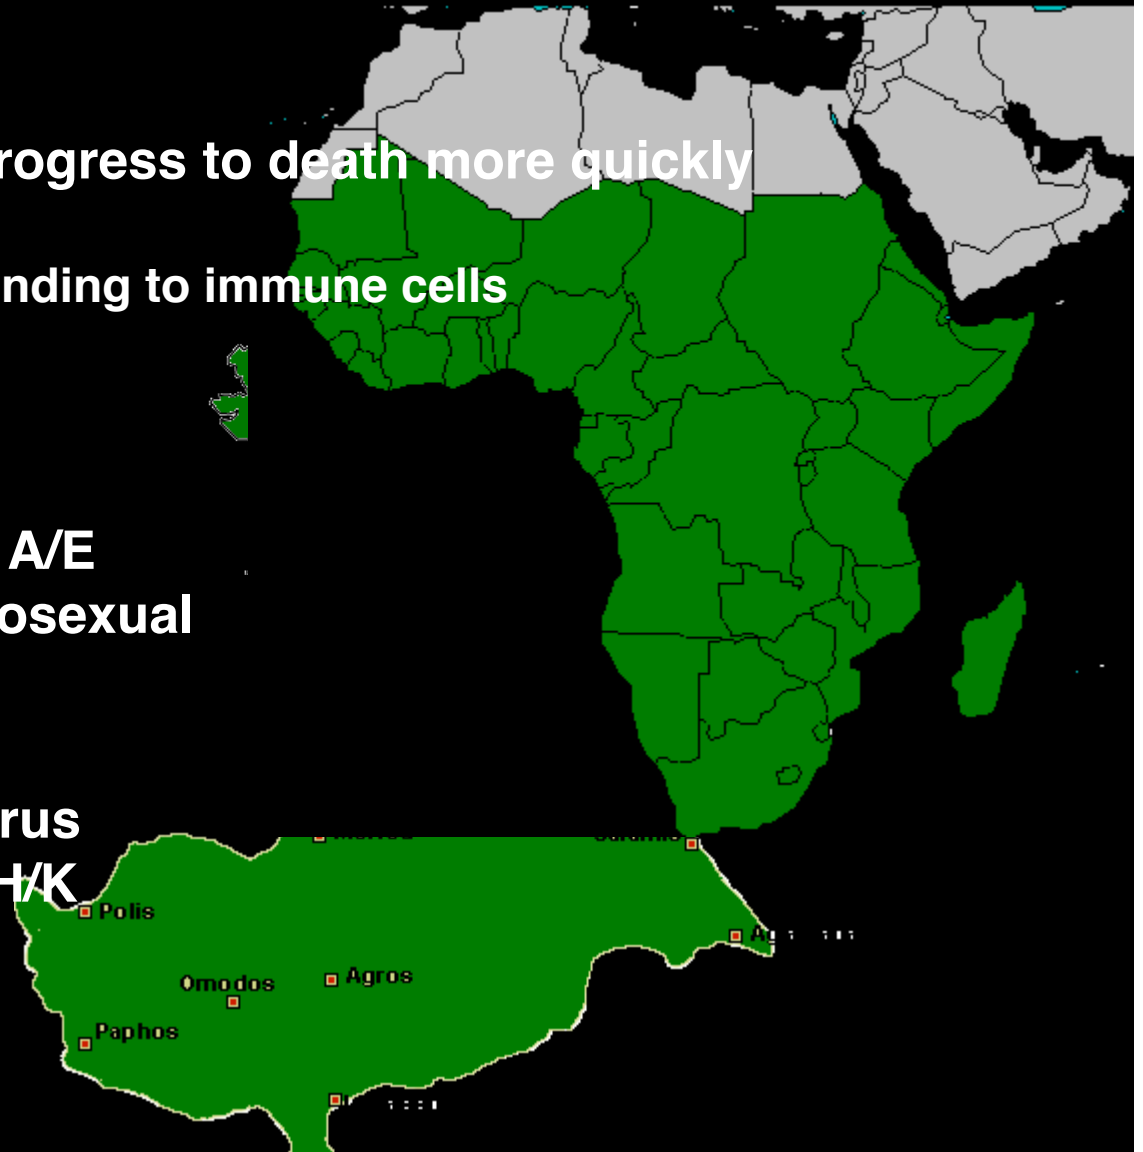 rogress to death more quickly
nding to immune cells
A/E
osexual
rus
H/K
Polis
Omodos
Agros
Paphos